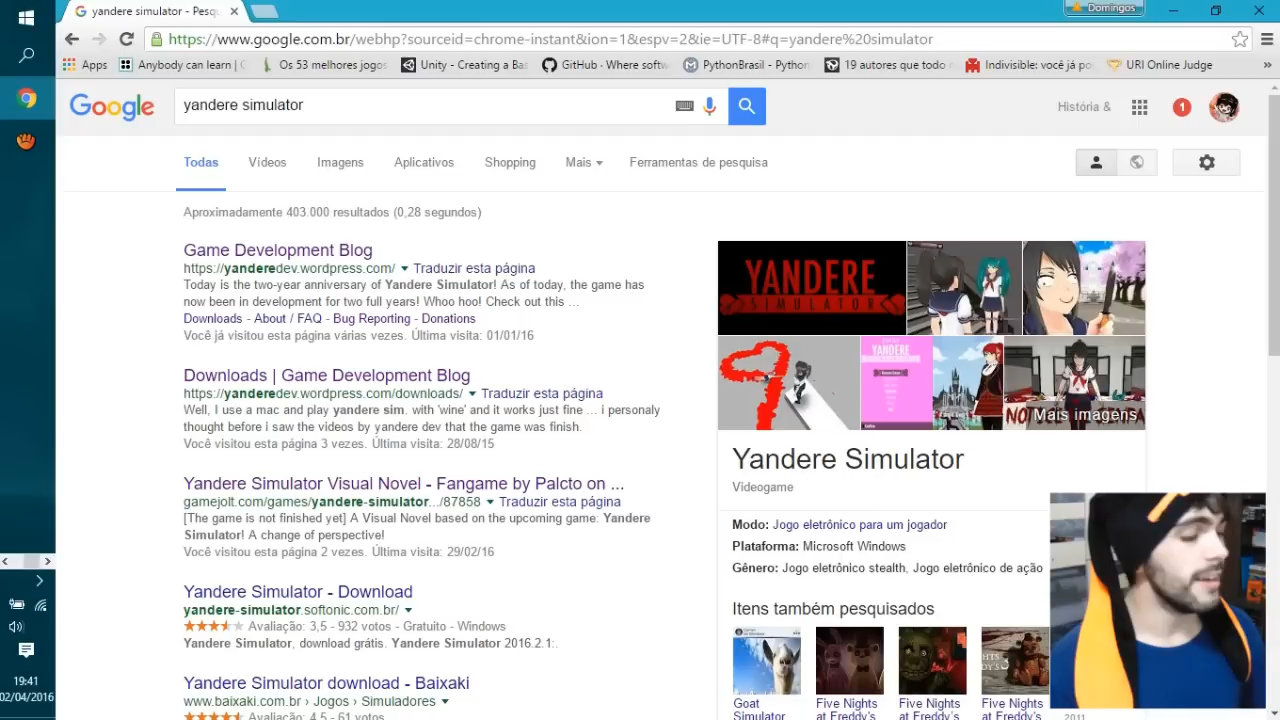 yandere simulator - Pesq
Domingos
https://www.google.com.br/webhp?sourceid=chrome-instant&ion=1&espv=2&ie=UTF-8#q=yandere%20simulator
Apps
Anybody can learn | C
Os 53 melhores jogos
Unity - Creating a Bas
GitHub - Where softw
PythonBrasil - Python
19 autores que todo m
Indivisible: você já po
URI Online Judge
»
Google
yandere simulator
História &
1
Todas
Vídeos
Imagens
Aplicativos
Shopping
Mais
Ferramentas de pesquisa
Aproximadamente 403.000 resultados (0,28 segundos)
Game Development Blog
https://yanderedev.wordpress.com/ Traduzir esta página
Today is the two-year anniversary of Yandere Simulator! As of today, the game has
now been in development for two full years! Whoo hoo! Check out this ...
Downloads - About / FAQ - Bug Reporting - Donations
Você já visitou esta página várias vezes. Última visita: 01/01/16
Downloads | Game Development Blog
https://yanderedev.wordpress.com/downloads/ Traduzir esta página
Well, I use a mac and play yandere sim. with 'wine' and it works just fine ... i personaly
thought before i saw the videos by yandere dev that the game was finish.
Você visitou esta página 3 vezes. Última visita: 28/08/15
Yandere Simulator Visual Novel - Fangame by Palcto on ...
gamejolt.com/games/yandere-simulator.../87858 Traduzir esta página
[The game is not finished yet] A Visual Novel based on the upcoming game: Yandere
Simulator! A change of perspective!
Você visitou esta página 2 vezes. Última visita: 29/02/16
Yandere Simulator - Download
yandere-simulator.softonic.com.br/
Avaliação: 3,5 - 932 votos - Gratuito - Windows
Yandere Simulator, download grátis. Yandere Simulator 2016.2.1:.
Yandere Simulator download - Baixaki
www.baixaki.com.br › Jogos › Simuladores
Avaliação: 4,5 - 61 votos
YANDERE
SIMULATOR
YANDERE
NO
Mais imagens
Yandere Simulator
Videogame
Modo: Jogo eletrônico para um jogador
Plataforma: Microsoft Windows
Gênero: Jogo eletrônico stealth, Jogo eletrônico de ação
Itens também pesquisados
Goat
Simulator
Five Nights
at Freddy's
Five Nights
at Freddy's
Five Nights
at Freddy's
2011
19:41
02/04/2016